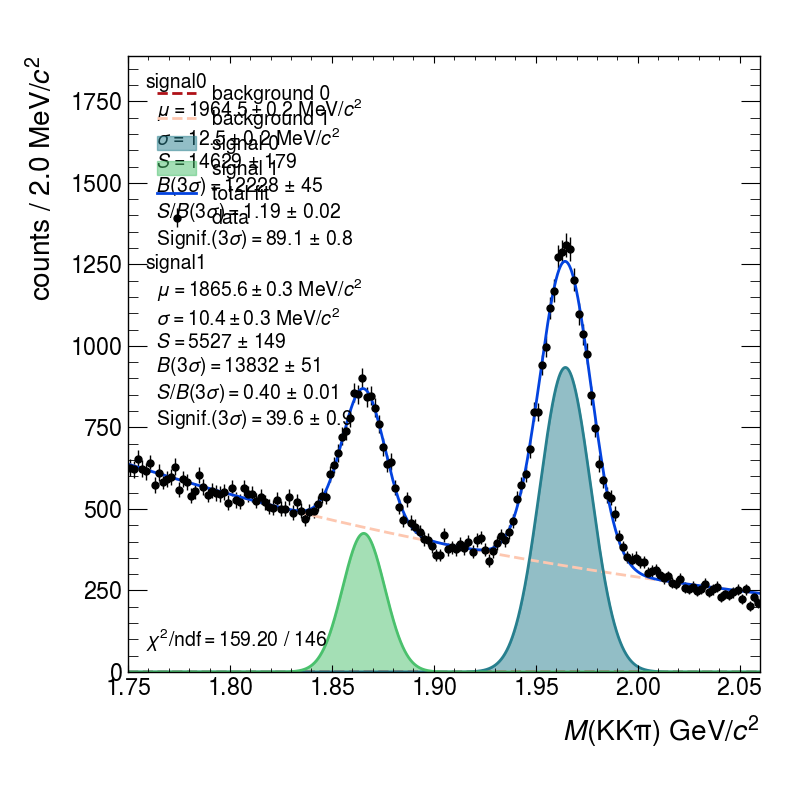 counts / 2.0 MeV/c²
1750
1500
1250
1000
750
500
250
0
signal0
background 0
μ = 1964.5 ± 0.2 MeV/c²
background 1
σ = 12.5 ± 0.2 MeV/c²
signal 0
S = 14629 ± 179
signal 1
B(3σ) = 12228 ± 45
total fit
S/B(3σ) = 1.19 ± 0.02
data
Signif.(3σ) = 89.1 ± 0.8
signal1
μ = 1865.6 ± 0.3 MeV/c²
σ = 10.4 ± 0.3 MeV/c²
S = 5527 ± 149
B(3σ) = 13832 ± 51
S/B(3σ) = 0.40 ± 0.01
Signif.(3σ) = 39.6 ± 0.9
χ²/ndf = 159.20 / 146
1.75 1.80 1.85 1.90 1.95 2.00 2.05
M(KKπ) GeV/c²